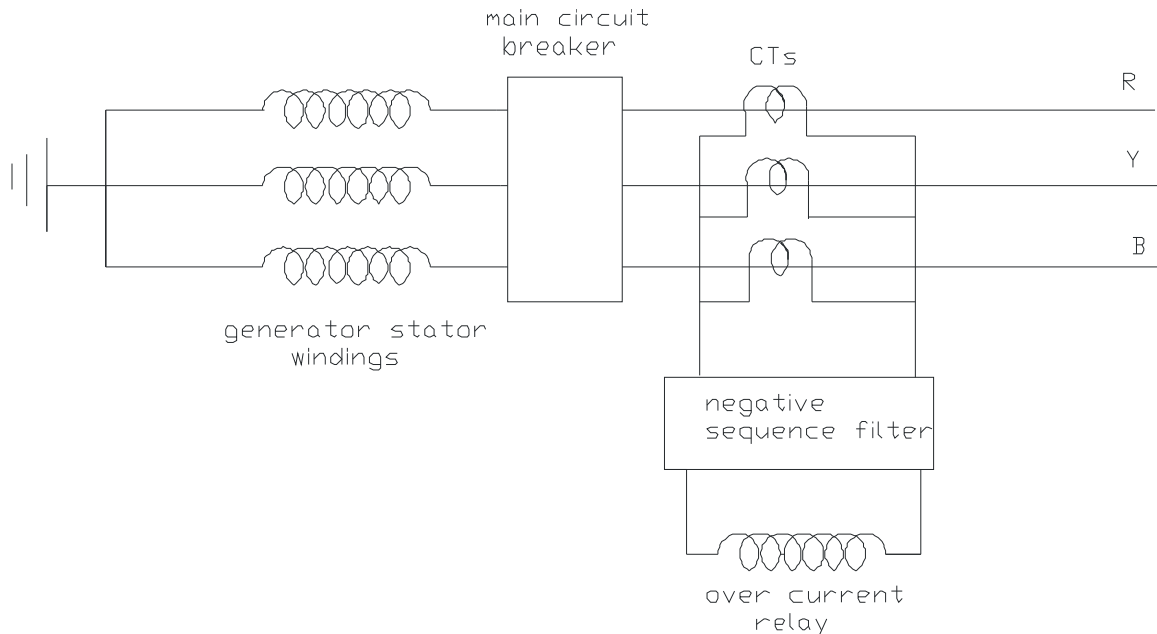 main circuit
breaker
CTs
R
Y
B
generator stator
windings
negative
sequence filter
over current
relay